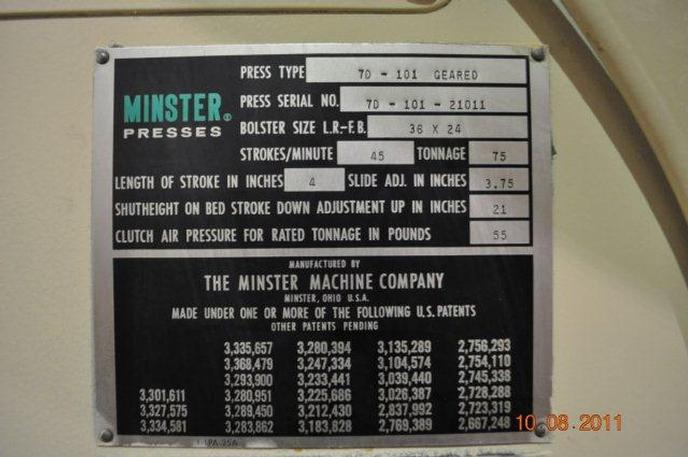 MINSTER®
PRESSES
PRESS TYPE 7D - 101 GEARED
PRESS SERIAL NO. 7D - 101 - 21011
BOLSTER SIZE L.R-F.B. 36 X 24
STROKES/MINUTE 45 TONNAGE 75
LENGTH OF STROKE IN INCHES 4 SLIDE ADJ. IN INCHES 3.75
SHUTHEIGHT ON BED STROKE DOWN ADJUSTMENT UP IN INCHES 21
CLUTCH AIR PRESSURE FOR RATED TONNAGE IN POUNDS 55
MANUFACTURED BY
THE MINSTER MACHINE COMPANY
MINSTER, OHIO U.S.A.
MADE UNDER ONE OR MORE OF THE FOLLOWING U.S. PATENTS
OTHER PATENTS PENDING
3,335,657 3,280,394 3,135,289 2,756,293
3,368,479 3,247,334 3,104,574 2,754,110
3,293,900 3,233,441 3,039,440 2,745,338
3,301,611 3,280,951 3,225,686 3,026,387 2,728,288
3,327,575 3,289,450 3,212,430 2,837,992 2,723,319
3,334,581 3,283,862 3,183,828 2,769,389 2,667,248
10.08.2011